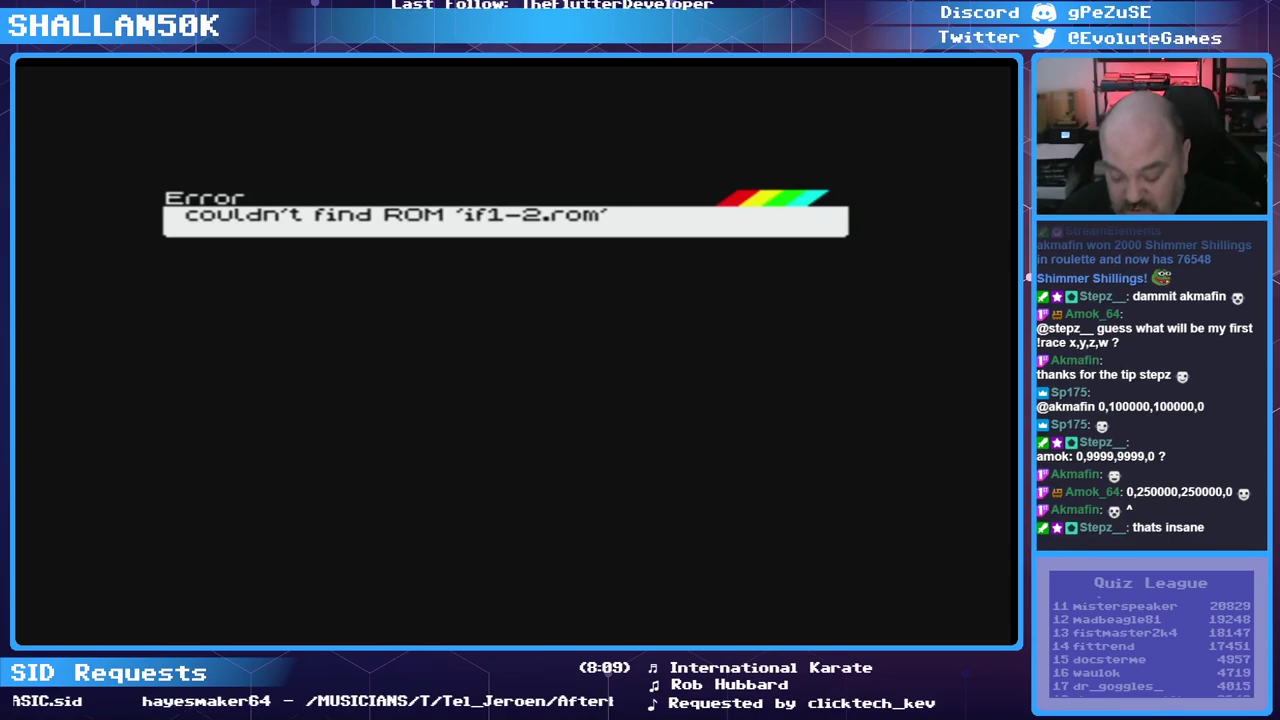 Last Follow: TheFlutterDeveloper
SHALLAN50K
Discord gPeZuSE
Twitter @EvoluteGames
Error
couldn't find ROM 'if1-2.rom'
StreamElements
akmafin won 2000 Shimmer Shillings
in roulette and now has 76548
Shimmer Shillings!
Stepz__: dammit akmafin
Amok_64:
@stepz__ guess what will be my first
!race x,y,z,w ?
Akmafin:
thanks for the tip stepz
Sp175:
@akmafin 0,100000,100000,0
Sp175:
Stepz__:
amok: 0,9999,9999,0 ?
Akmafin:
Amok_64: 0,250000,250000,0
Akmafin: ^
Stepz__: thats insane
Quiz League
11 misterspeaker 20829
12 madbeagle81 19248
13 fistmaster2k4 18147
14 fittrend 17451
15 docsterme 4957
16 waulok 4719
17 dr_goggles_ 4015
SID Requests
(8:09) International Karate
Rob Hubbard
Requested by clicktech_kev
ASIC.sid hayesmaker64 - /MUSICIANS/T/Tel_Jeroen/After